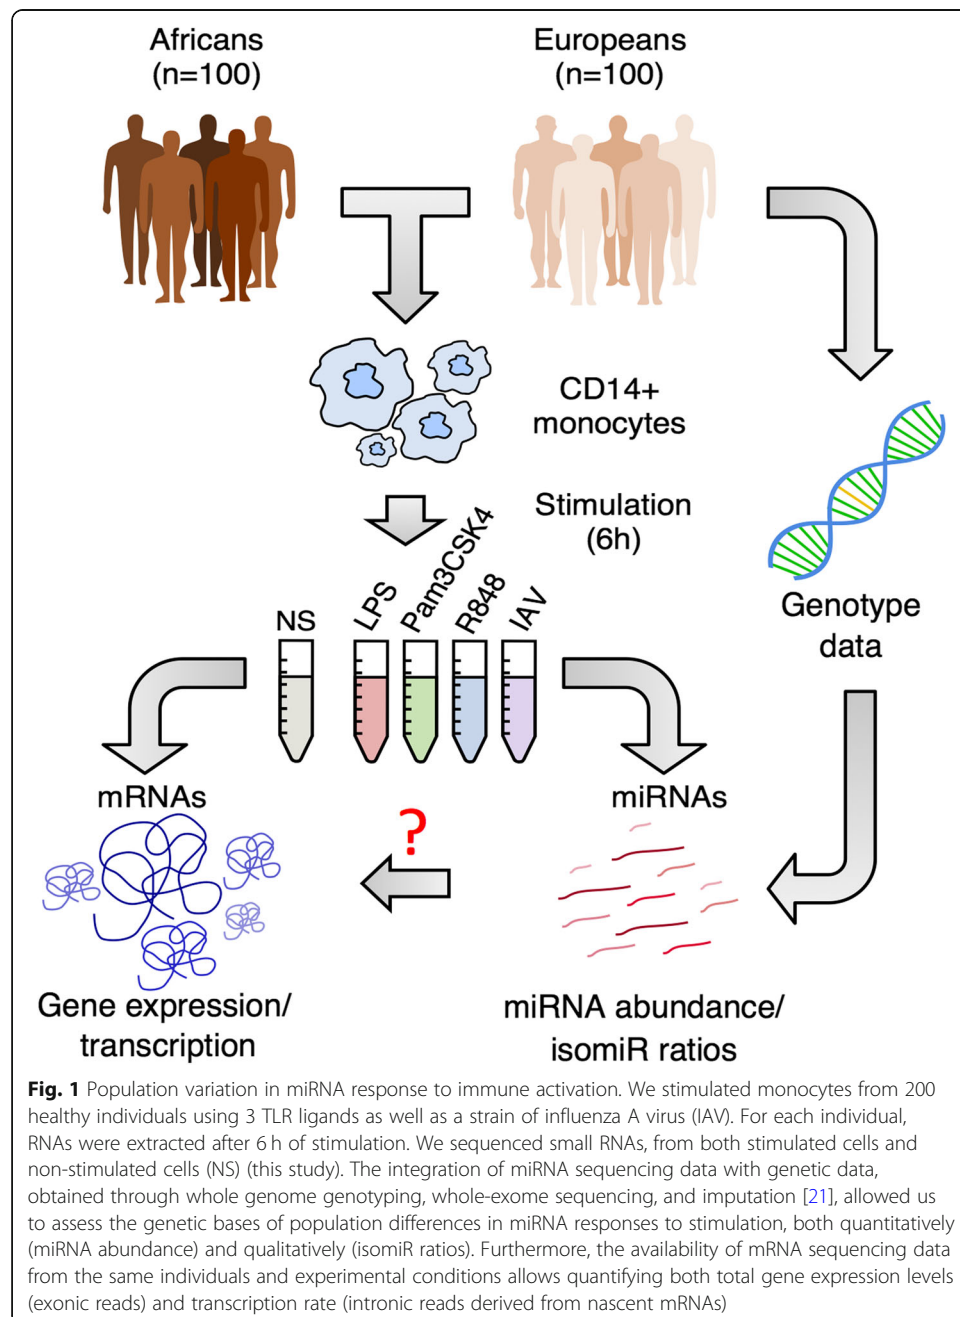 Africans
(n=100)
Europeans
(n=100)
CD14+
monocytes
Stimulation
(6h)
NS
LPS
Pam3CSK4
R848
IAV
Genotype
data
mRNAs
miRNAs
?
Gene expression/
transcription
miRNA abundance/
isomiR ratios
Fig. 1 Population variation in miRNA response to immune activation. We stimulated monocytes from 200
healthy individuals using 3 TLR ligands as well as a strain of influenza A virus (IAV). For each individual,
RNAs were extracted after 6 h of stimulation. We sequenced small RNAs, from both stimulated cells and
non-stimulated cells (NS) (this study). The integration of miRNA sequencing data with genetic data,
obtained through whole genome genotyping, whole-exome sequencing, and imputation [21], allowed us
to assess the genetic bases of population differences in miRNA responses to stimulation, both quantitatively
(miRNA abundance) and qualitatively (isomiR ratios). Furthermore, the availability of mRNA sequencing data
from the same individuals and experimental conditions allows quantifying both total gene expression levels
(exonic reads) and transcription rate (intronic reads derived from nascent mRNAs)